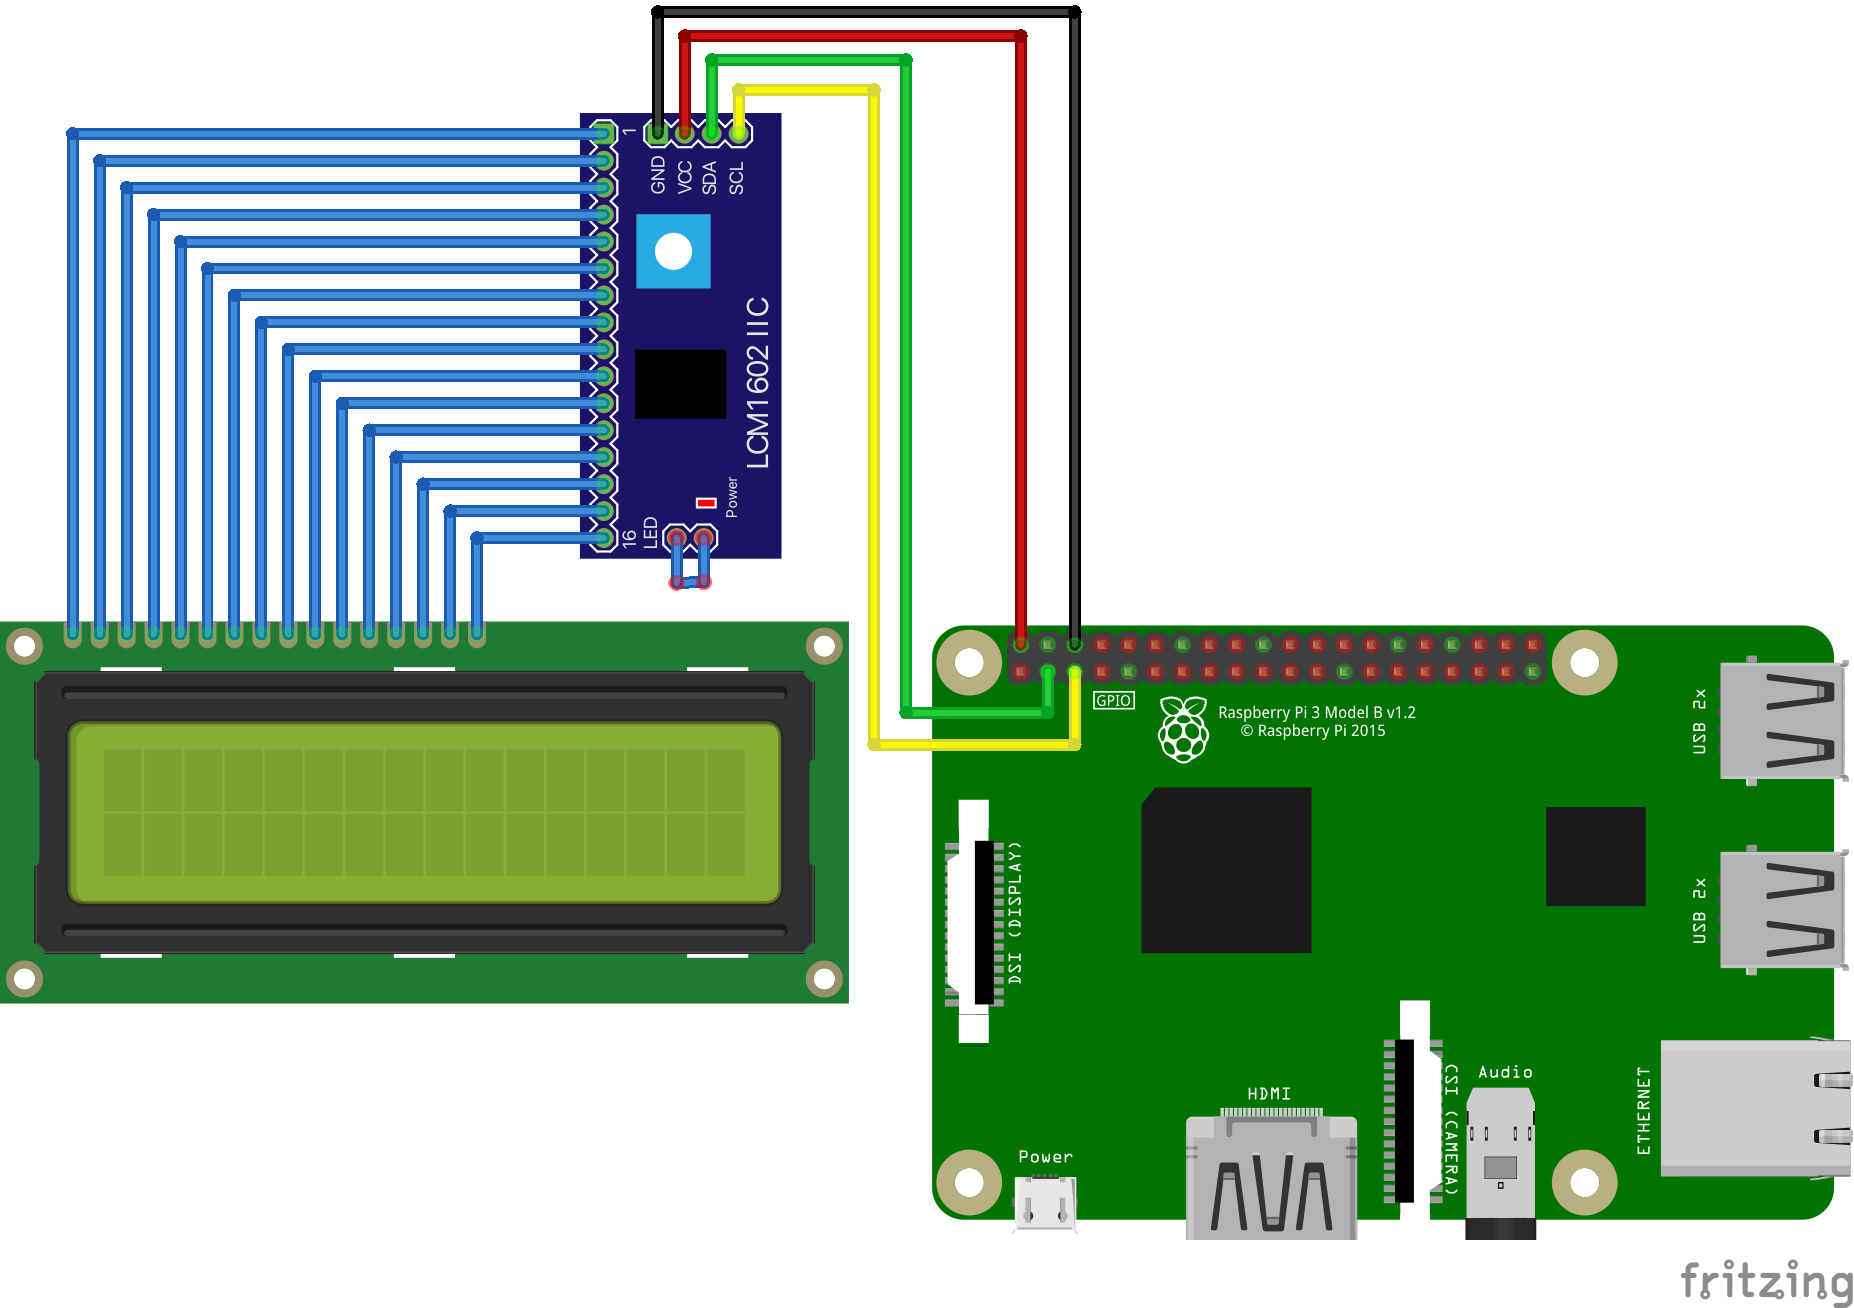 1
GND
VCC
SDA
SCL
LCM1602 IIC
Power
16
LED
GPIO
Raspberry Pi 3 Model B v1.2
© Raspberry Pi 2015
USB 2x
USB 2x
DSI (DISPLAY)
HDMI
CSI (CAMERA)
Audio
ETHERNET
Power
fritzing